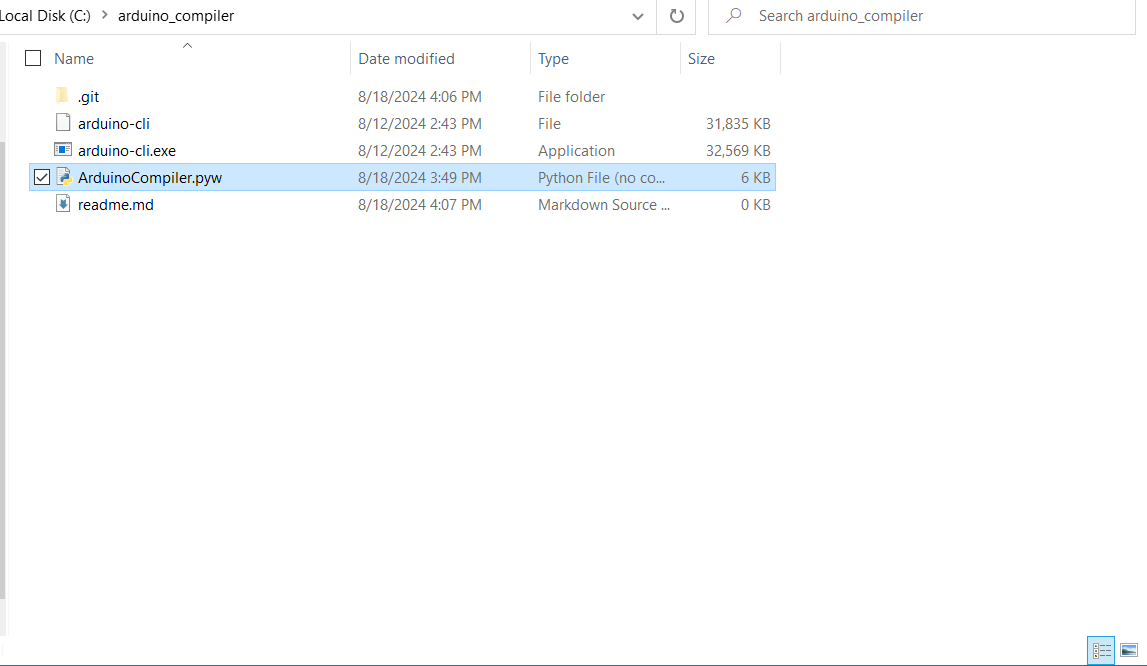 Local Disk (C:) > arduino_compiler Search arduino_compiler
Name Date modified Type Size
.git 8/18/2024 4:06 PM File folder
arduino-cli 8/12/2024 2:43 PM File 31,835 KB
arduino-cli.exe 8/12/2024 2:43 PM Application 32,569 KB
ArduinoCompiler.pyw 8/18/2024 3:49 PM Python File (no co... 6 KB
readme.md 8/18/2024 4:07 PM Markdown Source ... 0 KB